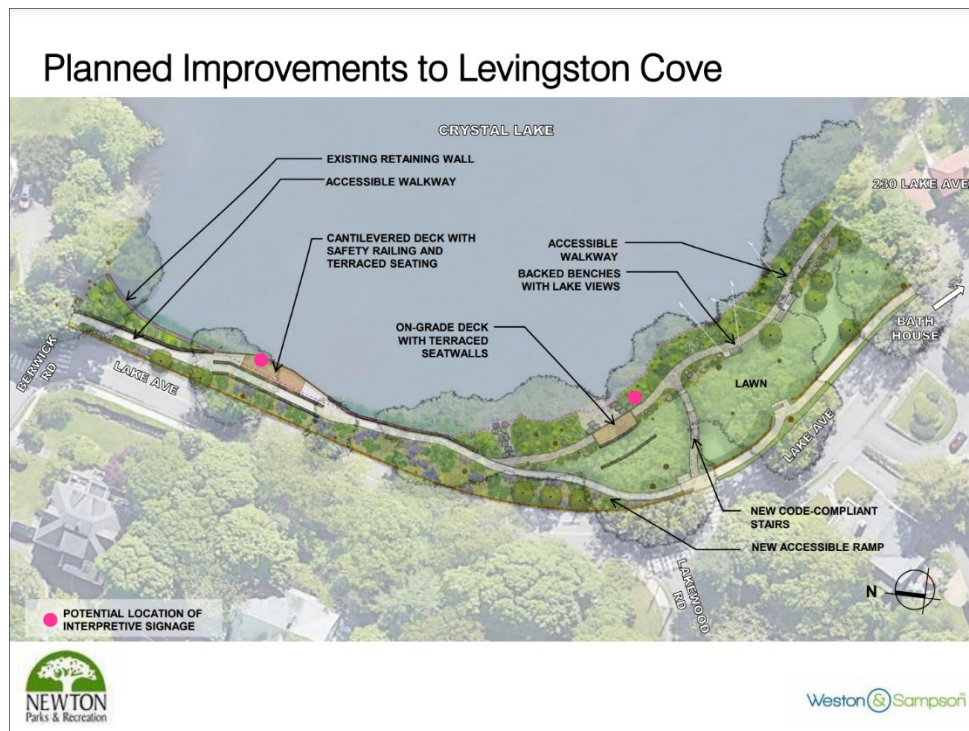 Planned Improvements to Levingston Cove
CRYSTAL LAKE
EXISTING RETAINING WALL
ACCESSIBLE WALKWAY
230 LAKE AVE
CANTILEVERED DECK WITH
SAFETY RAILING AND
TERRACED SEATING
ACCESSIBLE
WALKWAY
BACKED BENCHES
WITH LAKE VIEWS
ON-GRADE DECK
WITH TERRACED
SEATWALLS
BATH
HOUSE
BERWICK
RD
LAKE AVE
LAWN
LAKE AVE
NEW CODE-COMPLIANT
STAIRS
NEW ACCESSIBLE RAMP
LAKEWOOD
RD
N
POTENTIAL LOCATION OF
INTERPRETIVE SIGNAGE
NEWTON
Parks & Recreation
Weston & Sampson